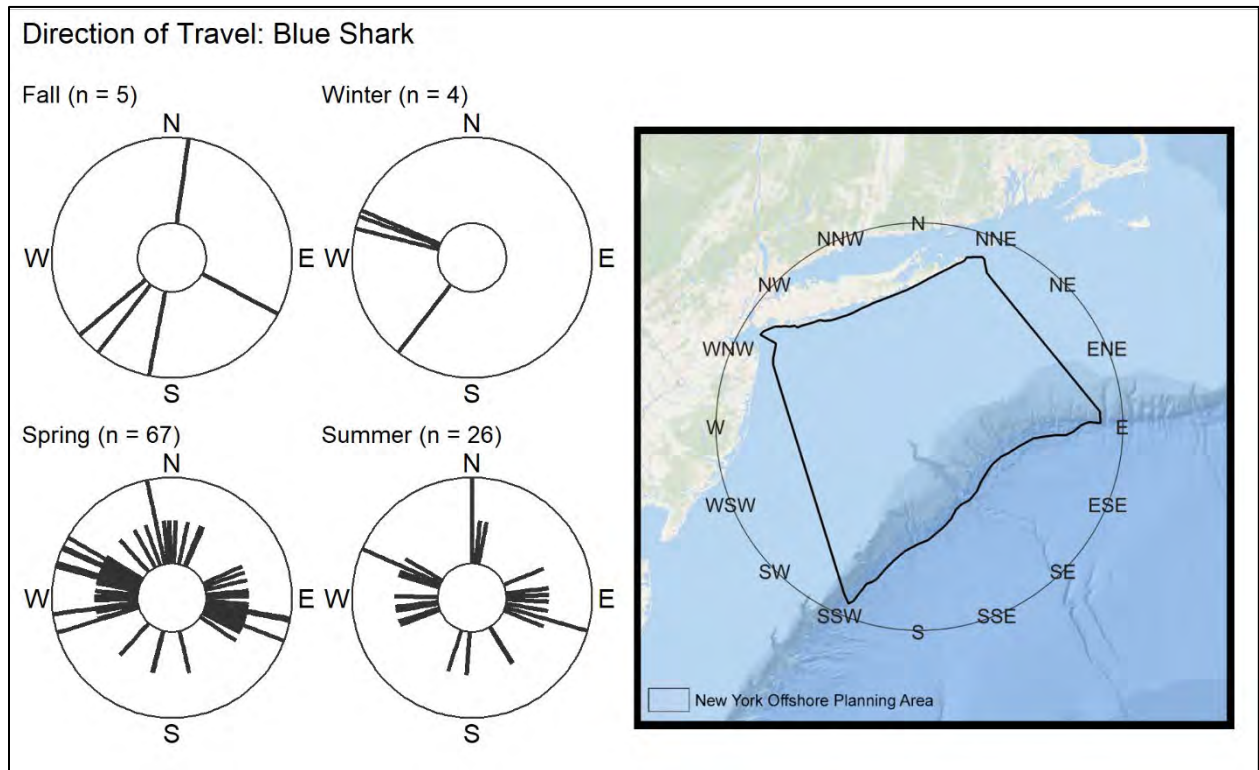 Direction of Travel: Blue Shark
Fall (n = 5)
N
W
E
S
Winter (n = 4)
N
W
E
S
Spring (n = 67)
N
W
E
S
Summer (n = 26)
N
W
E
S
N
NNW
NNE
NW
NE
WNW
ENE
W
E
WSW
ESE
SW
SE
SSW
SSE
S
New York Offshore Planning Area